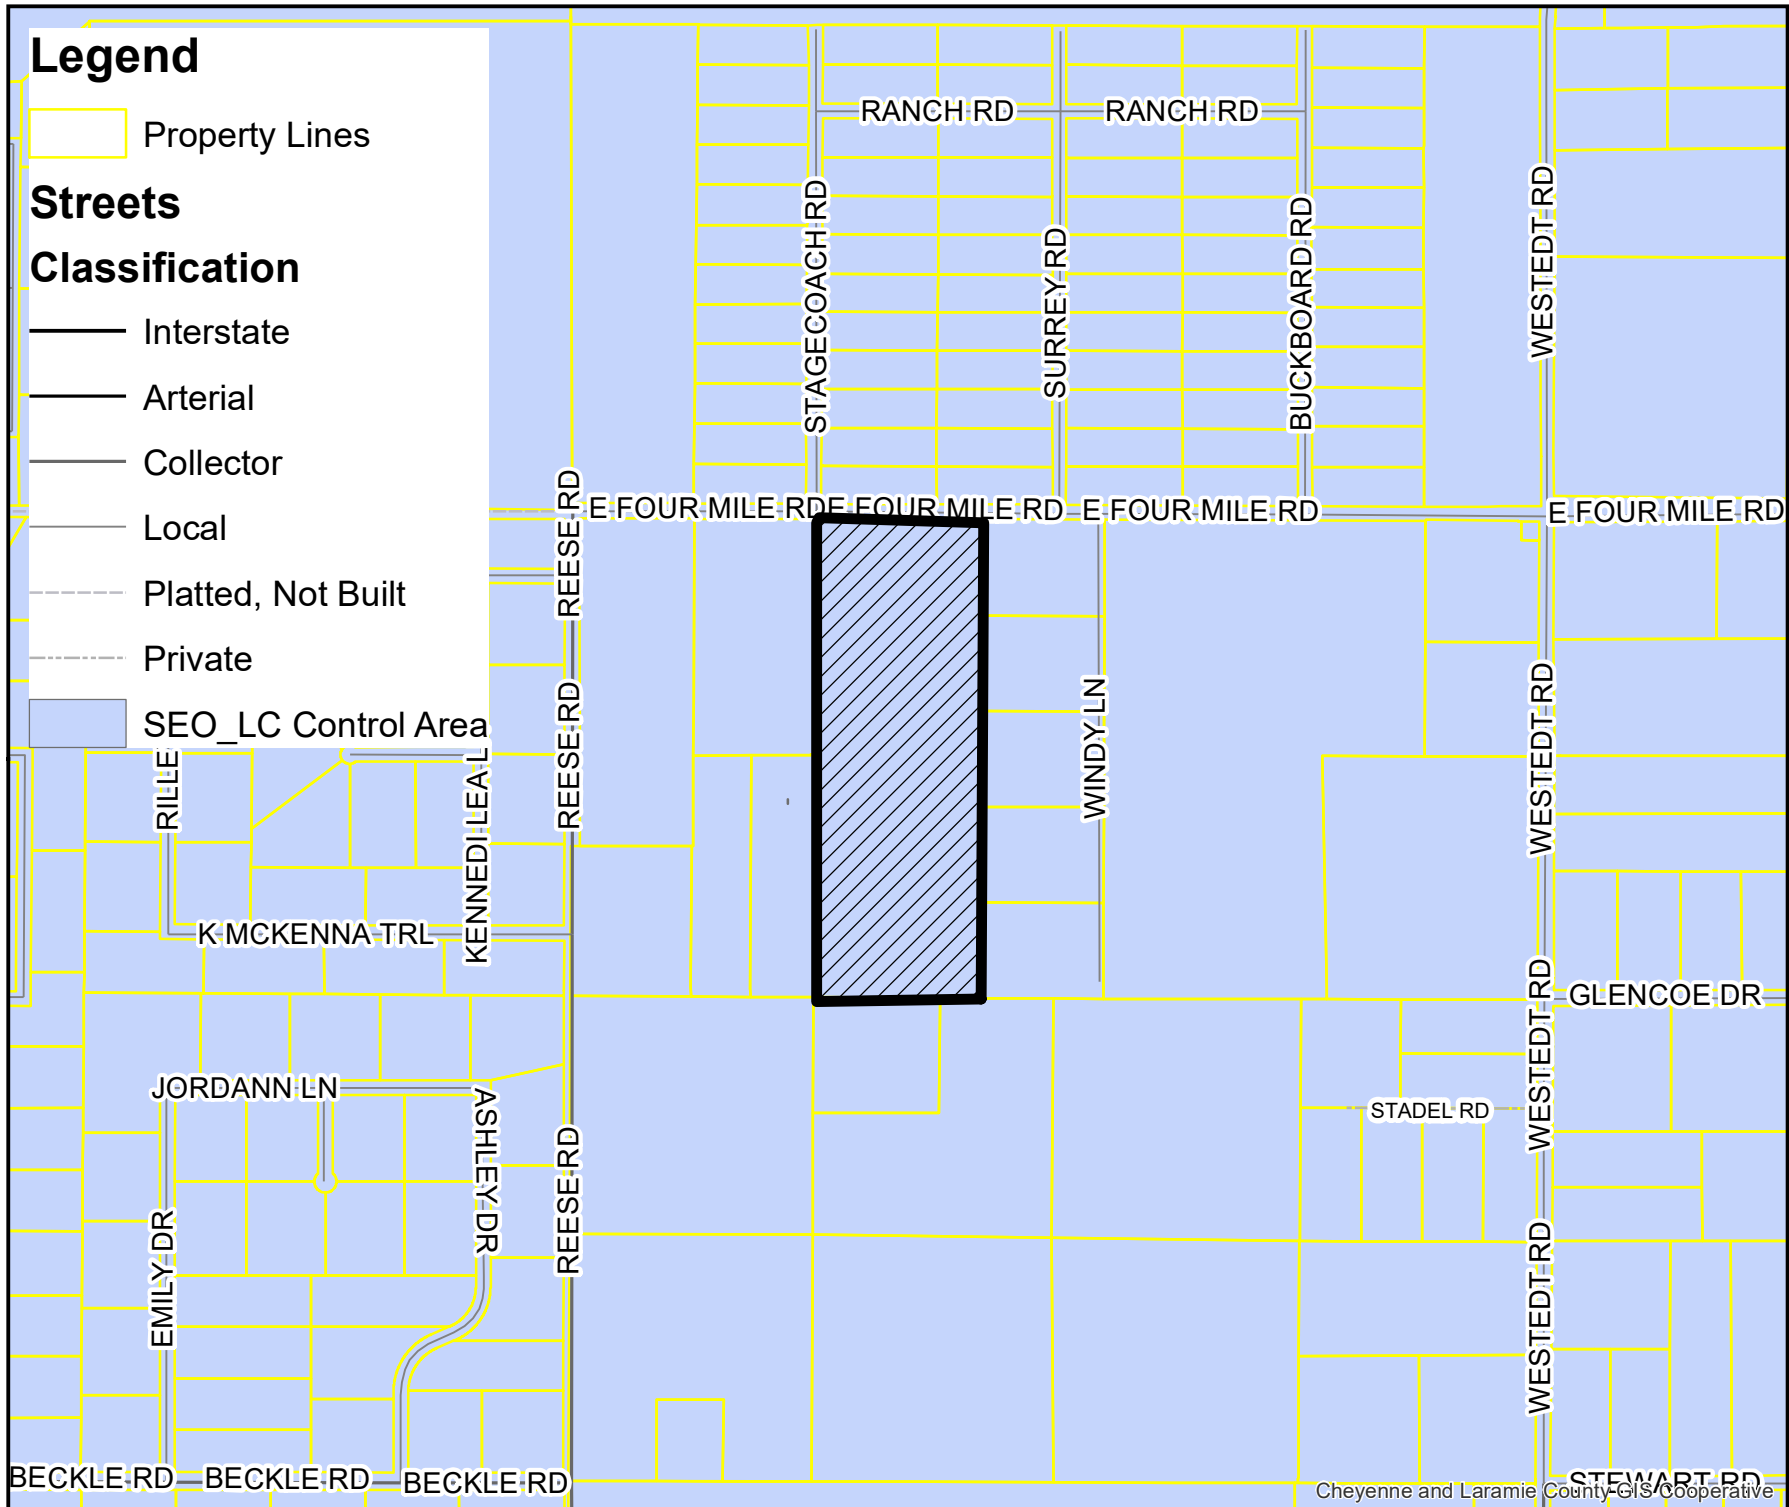 Legend
Property Lines
Streets
Classification
Interstate
Arterial
Collector
Local
Platted, Not Built
Private
SEO_LC Control Area
RANCH RD
RANCH RD
STAGECOACH RD
SURREY RD
BUCKBOARD RD
WESTEDT RD
E FOUR MILE RD
E FOUR MILE RD
E FOUR MILE RD
E FOUR MILE RD
REESE RD
REESE RD
WINDY LN
WESTEDT RD
RILLE
KENNEDI LEA L
K MCKENNA TRL
WESTEDT RD
GLENCOE DR
JORDANN LN
ASHLEY DR
STADEL RD
REESE RD
EMILY DR
WESTEDT RD
BECKLE RD
BECKLE RD
BECKLE RD
STEWART RD
Cheyenne and Laramie County GIS Cooperative